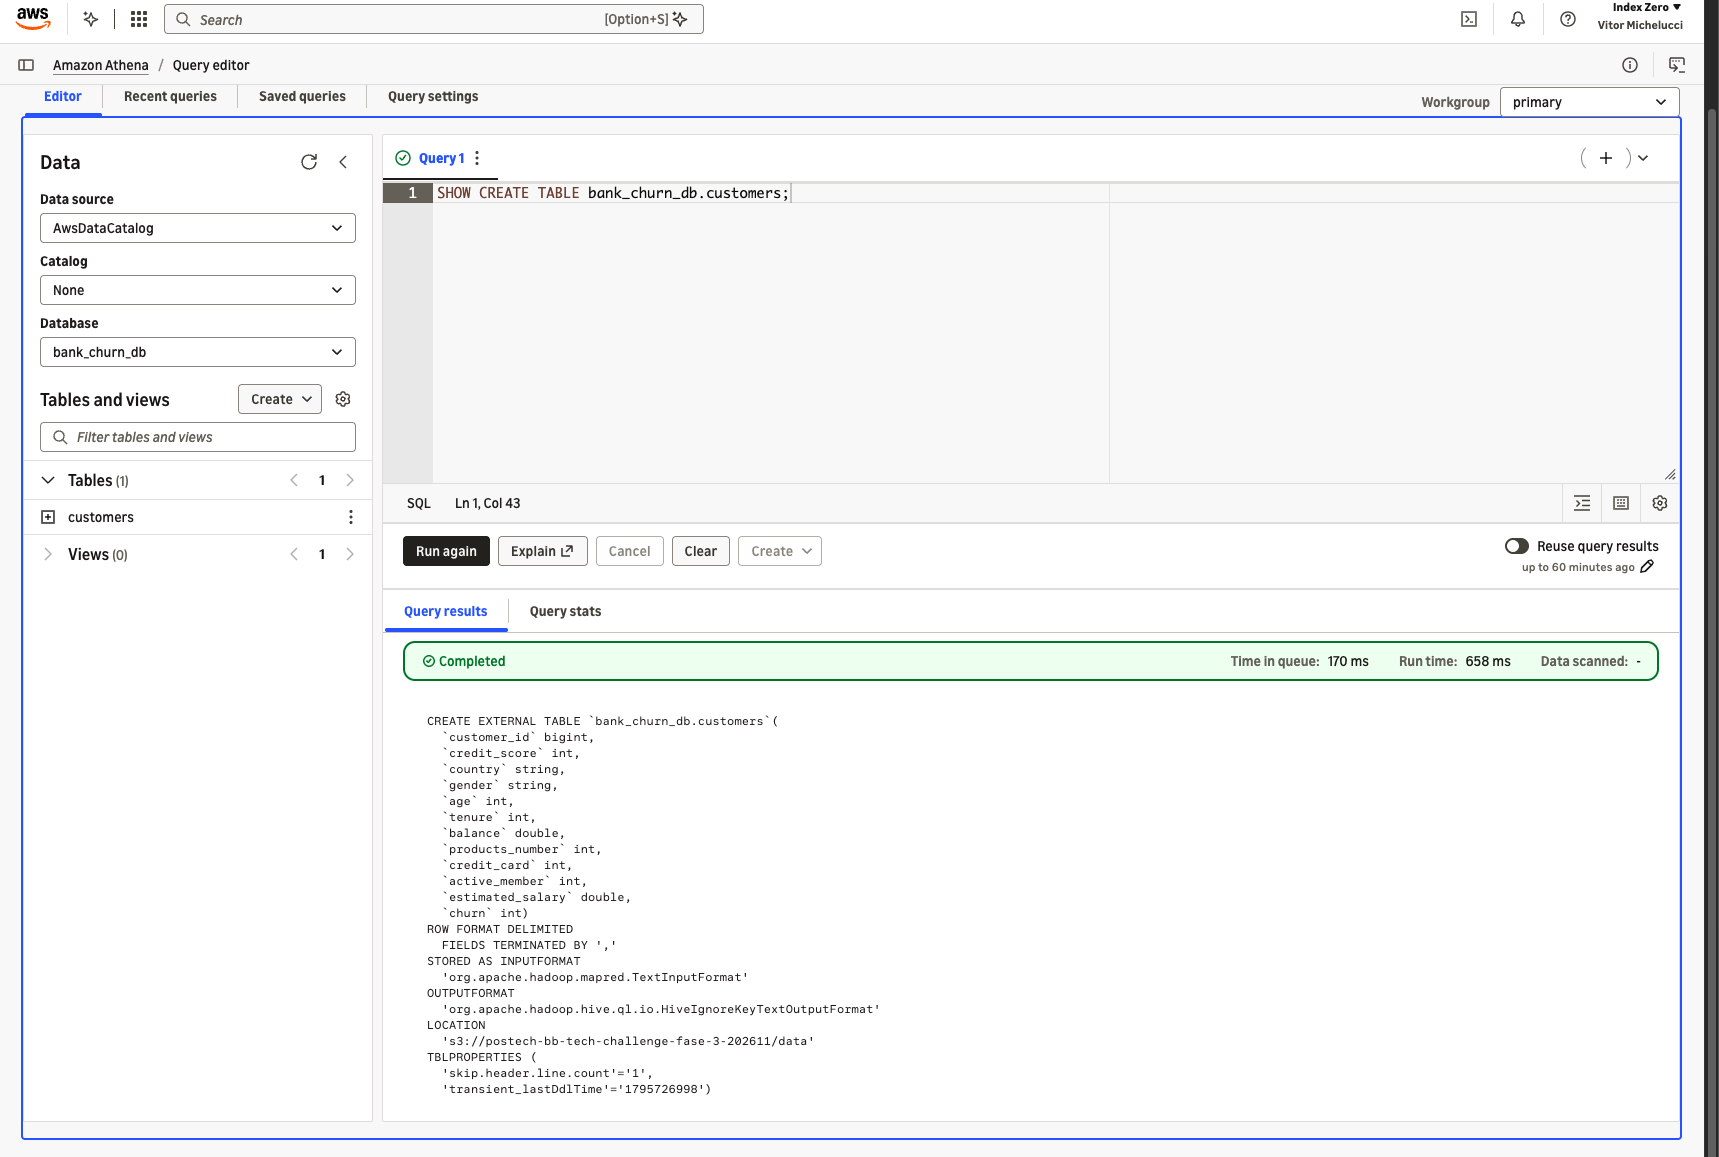 aws
Search
[Option+S]
Index Zero
Vitor Michelucci
Amazon Athena / Query editor
Editor
Recent queries
Saved queries
Query settings
Workgroup
primary
Data
Data source
AwsDataCatalog
Catalog
None
Database
bank_churn_db
Tables and views
Create
Filter tables and views
Tables (1)
1
customers
Views (0)
1
Query 1
1 SHOW CREATE TABLE bank_churn_db.customers;
SQL Ln 1, Col 43
Run again
Explain
Cancel
Clear
Create
Reuse query results
up to 60 minutes ago
Query results
Query stats
Completed
Time in queue: 170 ms
Run time: 658 ms
Data scanned: -
CREATE EXTERNAL TABLE `bank_churn_db.customers`(
`customer_id` bigint,
`credit_score` int,
`country` string,
`gender` string,
`age` int,
`tenure` int,
`balance` double,
`products_number` int,
`credit_card` int,
`active_member` int,
`estimated_salary` double,
`churn` int)
ROW FORMAT DELIMITED
FIELDS TERMINATED BY ','
STORED AS INPUTFORMAT
'org.apache.hadoop.mapred.TextInputFormat'
OUTPUTFORMAT
'org.apache.hadoop.hive.ql.io.HiveIgnoreKeyTextOutputFormat'
LOCATION
's3://postech-bb-tech-challenge-fase-3-202611/data'
TBLPROPERTIES (
'skip.header.line.count'='1',
'transient_lastDdlTime'='1795726998')